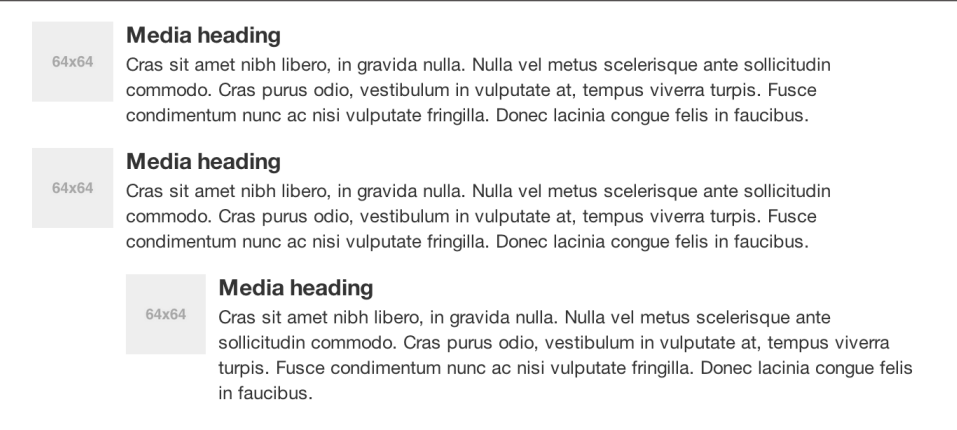 64x64
Media heading
Cras sit amet nibh libero, in gravida nulla. Nulla vel metus scelerisque ante sollicitudin
commodo. Cras purus odio, vestibulum in vulputate at, tempus viverra turpis. Fusce
condimentum nunc ac nisi vulputate fringilla. Donec lacinia congue felis in faucibus.
64x64
Media heading
Cras sit amet nibh libero, in gravida nulla. Nulla vel metus scelerisque ante sollicitudin
commodo. Cras purus odio, vestibulum in vulputate at, tempus viverra turpis. Fusce
condimentum nunc ac nisi vulputate fringilla. Donec lacinia congue felis in faucibus.
64x64
Media heading
Cras sit amet nibh libero, in gravida nulla. Nulla vel metus scelerisque ante
sollicitudin commodo. Cras purus odio, vestibulum in vulputate at, tempus viverra
turpis. Fusce condimentum nunc ac nisi vulputate fringilla. Donec lacinia congue felis
in faucibus.